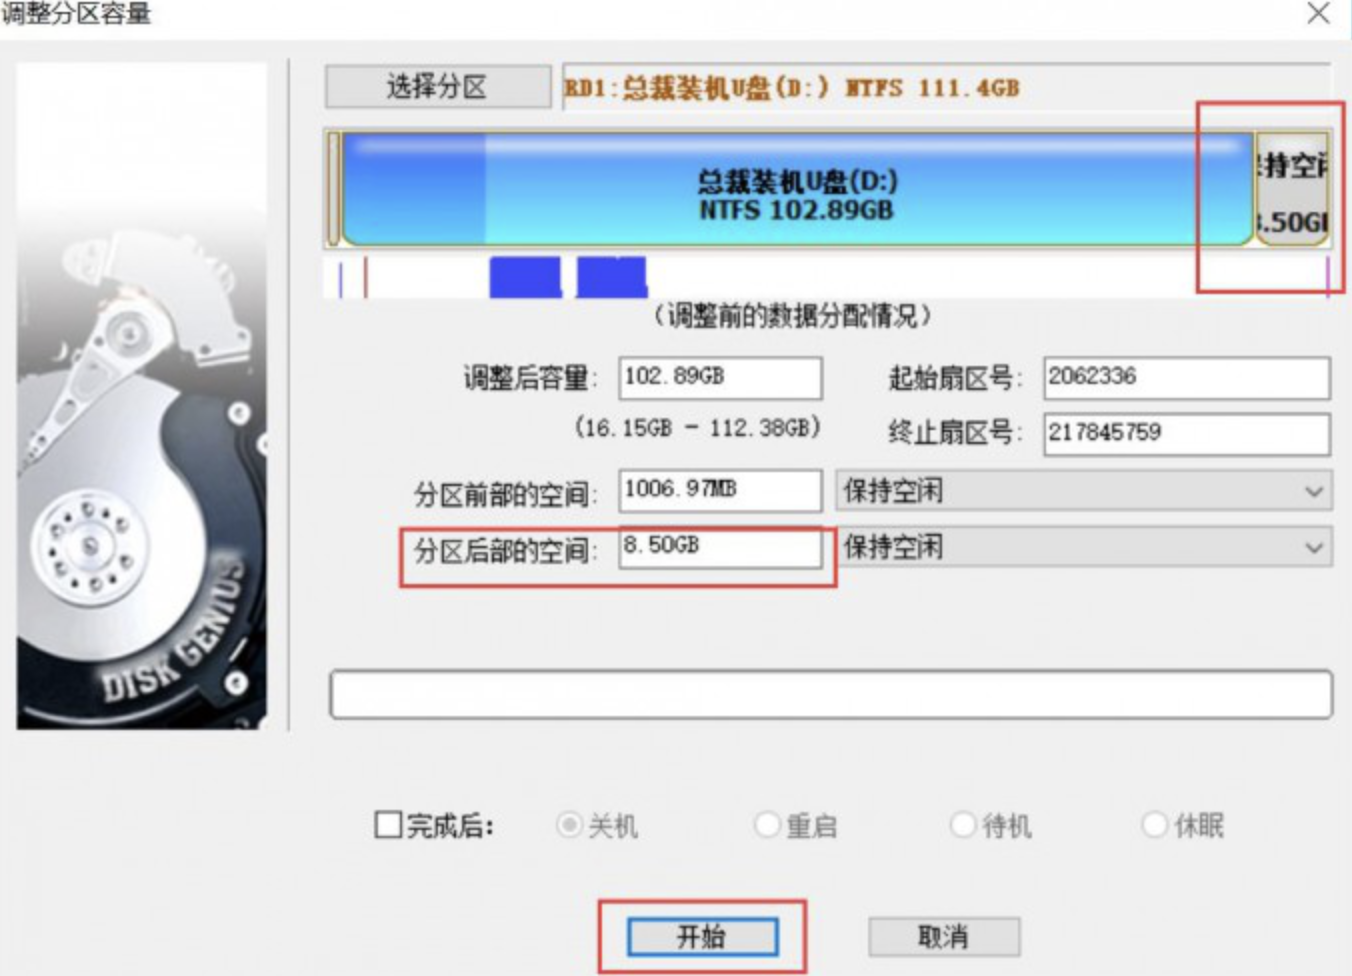 调整分区容量
选择分区
RD1:总裁装机U盘(D:) NTFS 111.4GB
总裁装机U盘(D:)
NTFS 102.89GB
持空
.50G
(调整前的数据分配情况)
调整后容量: 102.89GB
起始扇区号: 2062336
(16.15GB - 112.38GB)
终止扇区号: 217845759
分区前部的空间: 1006.97MB 保持空闲
分区后部的空间: 8.50GB 保持空闲
DISK GENIUS
完成后: 关机 重启 待机 休眠
开始 取消